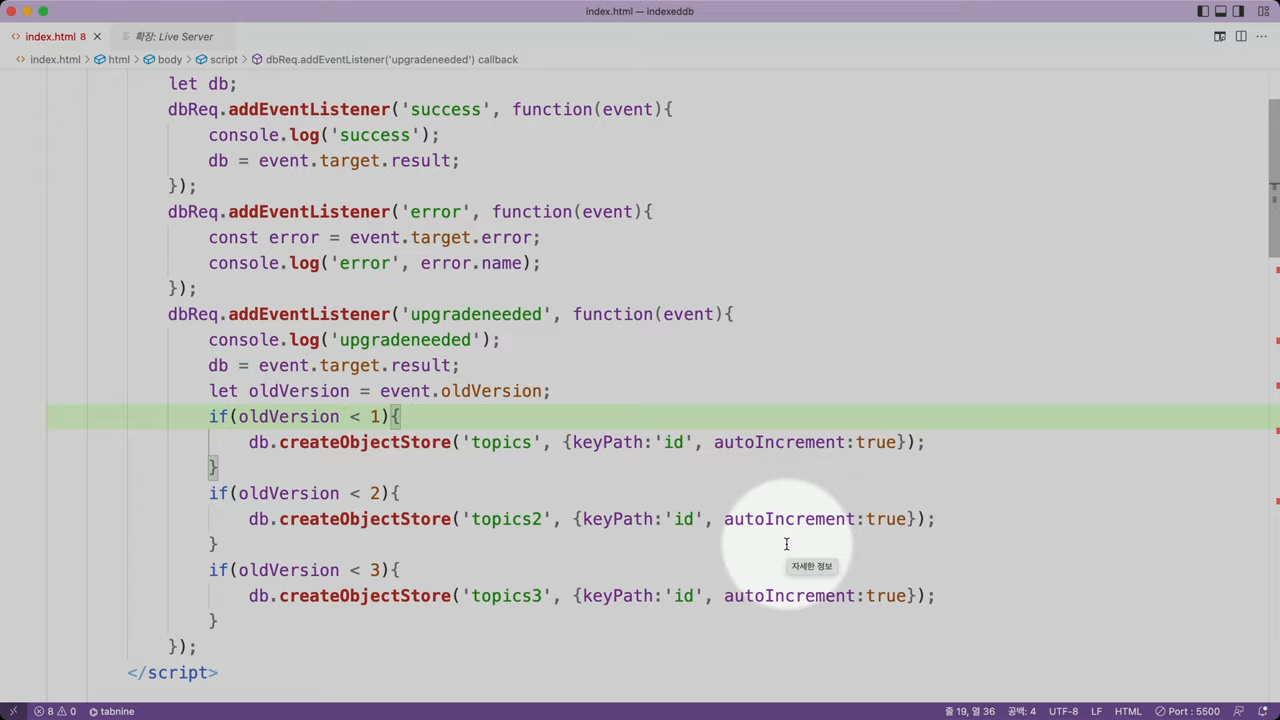 index.html — indexeddb
index.html 8
확장: Live Server
index.html > html > body > script > dbReq.addEventListener('upgradeneeded') callback
let db;
dbReq.addEventListener('success', function(event){
console.log('success');
db = event.target.result;
});
dbReq.addEventListener('error', function(event){
const error = event.target.error;
console.log('error', error.name);
});
dbReq.addEventListener('upgradeneeded', function(event){
console.log('upgradeneeded');
db = event.target.result;
let oldVersion = event.oldVersion;
if(oldVersion < 1){
db.createObjectStore('topics', {keyPath:'id', autoIncrement:true});
}
if(oldVersion < 2){
db.createObjectStore('topics2', {keyPath:'id', autoIncrement:true});
}
자세한 정보
if(oldVersion < 3){
db.createObjectStore('topics3', {keyPath:'id', autoIncrement:true});
}
});
</script>
8 0 tabnine 줄 19, 열 36 공백: 4 UTF-8 LF HTML Port : 5500